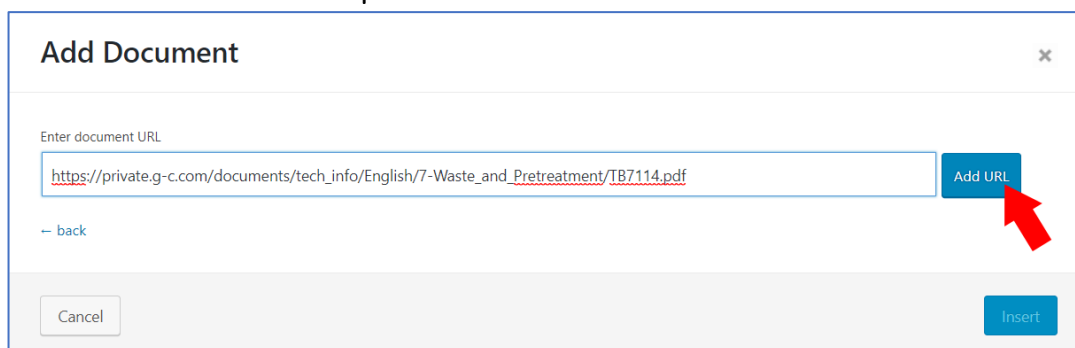 Add Document
×
Enter document URL
https://private.g-c.com/documents/tech_info/English/7-Waste_and_Pretreatment/TB7114.pdf
Add URL
← back
Cancel
Insert